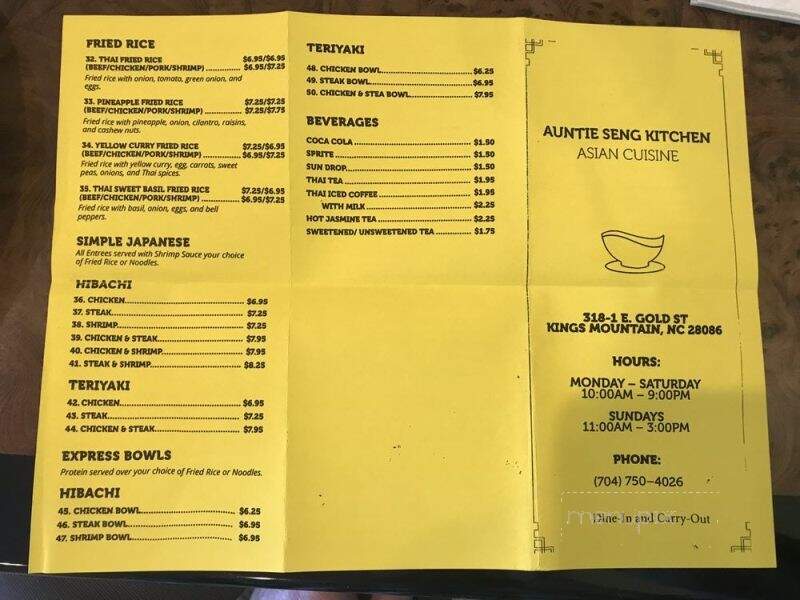 FRIED RICE
32. THAI FRIED RICE $6.95/$6.95
(BEEF/CHICKEN/PORK/SHRIMP) $6.95/$7.25
Fried rice with onion, tomato, green onion, and
eggs.
33. PINEAPPLE FRIED RICE $7.25/$7.25
(BEEF/CHICKEN/PORK/SHRIMP) $7.25/$7.75
Fried rice with pineapple, onion, cilantro, raisins,
and cashew nuts.
34. YELLOW CURRY FRIED RICE $7.25/$6.95
(BEEF/CHICKEN/PORK/SHRIMP) $6.95/$7.25
Fried rice with yellow curry, egg, carrots, sweet
peas, onions, and Thai spices.
35. THAI SWEET BASIL FRIED RICE $7.25/$6.95
(BEEF/CHICKEN/PORK/SHRIMP) $6.95/$7.25
Fried rice with basil, onion, eggs, and bell
peppers.
SIMPLE JAPANESE
All Entrees served with Shrimp Sauce your choice
of Fried Rice or Noodles.
HIBACHI
36. CHICKEN $6.95
37. STEAK $7.25
38. SHRIMP $7.25
39. CHICKEN & STEAK $7.95
40. CHICKEN & SHRIMP $7.95
41. STEAK & SHRIMP $8.25
TERIYAKI
42. CHICKEN $6.95
43. STEAK $7.25
44. CHICKEN & STEAK $7.95
EXPRESS BOWLS
Protein served over your choice of Fried Rice or Noodles.
HIBACHI
45. CHICKEN BOWL $6.25
46. STEAK BOWL $6.95
47. SHRIMP BOWL $6.95
TERIYAKI
48. CHICKEN BOWL $6.25
49. STEAK BOWL $6.95
50. CHICKEN & STEA BOWL $7.95
BEVERAGES
COCA COLA $1.50
SPRITE $1.50
SUN DROP $1.50
THAI TEA $1.95
THAI ICED COFFEE $1.95
WITH MILK $2.25
HOT JASMINE TEA $2.25
SWEETENED/ UNSWEETENED TEA $1.75
AUNTIE SENG KITCHEN
ASIAN CUISINE
318-1 E. GOLD ST
KINGS MOUNTAIN, NC 28086
HOURS:
MONDAY – SATURDAY
10:00AM – 9:00PM
SUNDAYS
11:00AM – 3:00PM
PHONE:
(704) 750-4026
Dine-In and Carry-Out